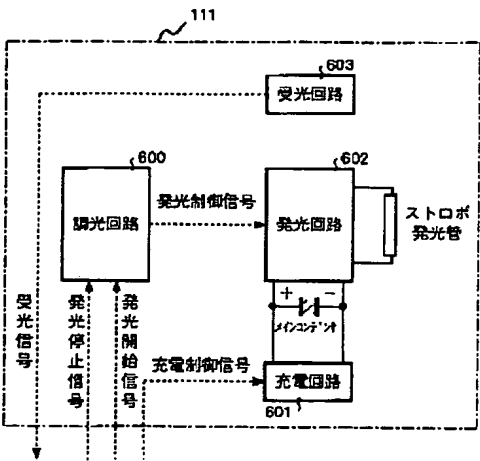 111
603
受光回路
600
602
調光回路
発光制御信号
発光回路
ストロボ
発光管
+ -
メインコンデンサ
受光信号
発光停止信号
発光開始信号
充電制御信号
充電回路
601